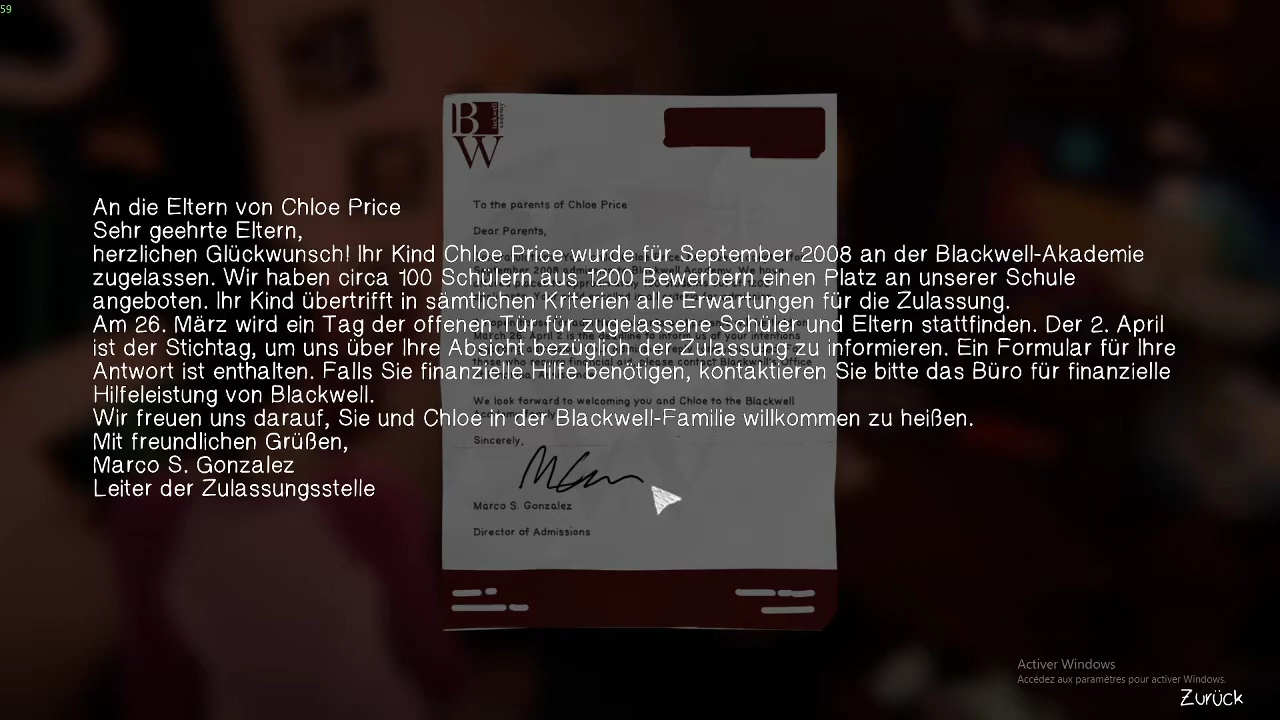 59
BW
An die Eltern von Chloe Price
Sehr geehrte Eltern,
herzlichen Glückwunsch! Ihr Kind Chloe Price wurde für September 2008 an der Blackwell-Akademie
zugelassen. Wir haben circa 100 Schülern aus 1200 Bewerbern einen Platz an unserer Schule
angeboten. Ihr Kind übertrifft in sämtlichen Kriterien alle Erwartungen für die Zulassung.
Am 26. März wird ein Tag der offenen Tür für zugelassene Schüler und Eltern stattfinden. Der 2. April
ist der Stichtag, um uns über Ihre Absicht bezüglich der Zulassung zu informieren. Ein Formular für Ihre
Antwort ist enthalten. Falls Sie finanzielle Hilfe benötigen, kontaktieren Sie bitte das Büro für finanzielle
Hilfeleistung von Blackwell.
Wir freuen uns darauf, Sie und Chloe in der Blackwell-Familie willkommen zu heißen.
Mit freundlichen Grüßen,
Marco S. Gonzalez
Leiter der Zulassungsstelle
To the parents of Chloe Price
Dear Parents,
We look forward to welcoming you and Chloe to the Blackwell
Sincerely,
Marco S. Gonzalez
Director of Admissions
Activer Windows
Accédez aux paramètres pour activer Windows.
Zurück